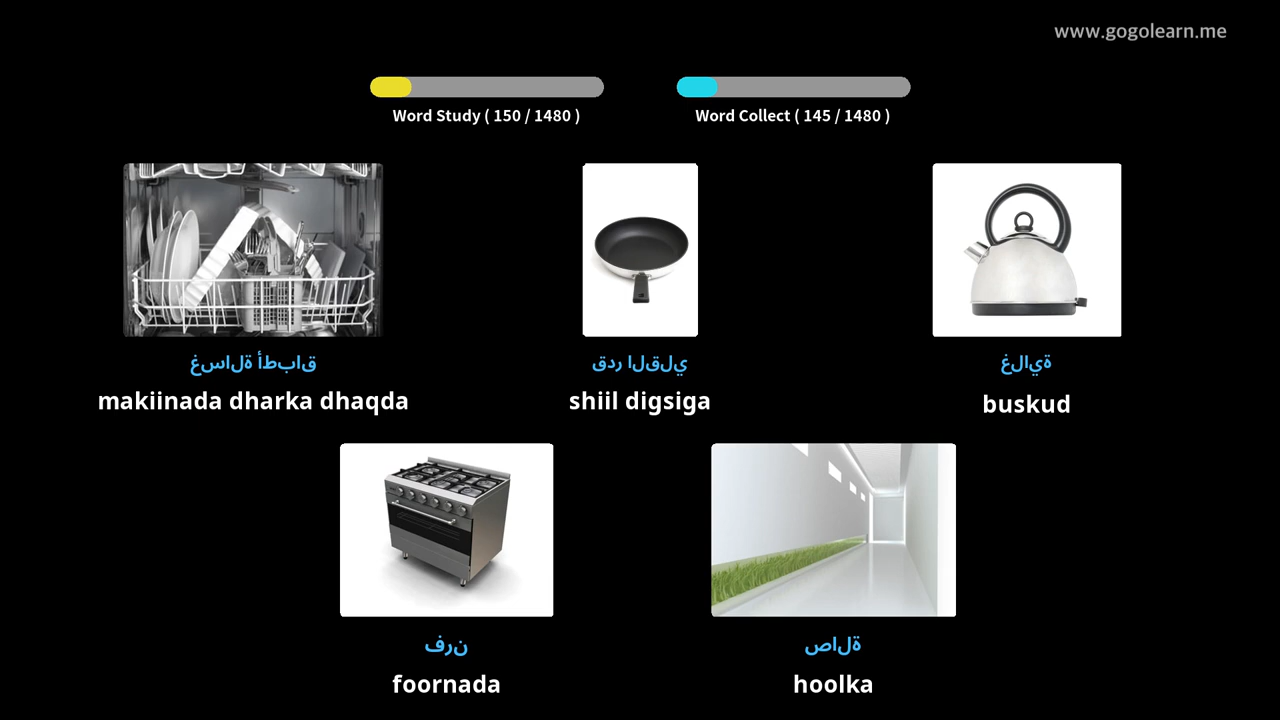 www.gogolearn.me
Word Study ( 150 / 1480 )
Word Collect ( 145 / 1480 )
غسالة أطباق
makiinada dharka dhaqda
قدر القلي
shiil digsiga
غلاية
buskud
فرن
foornada
صالة
hoolka